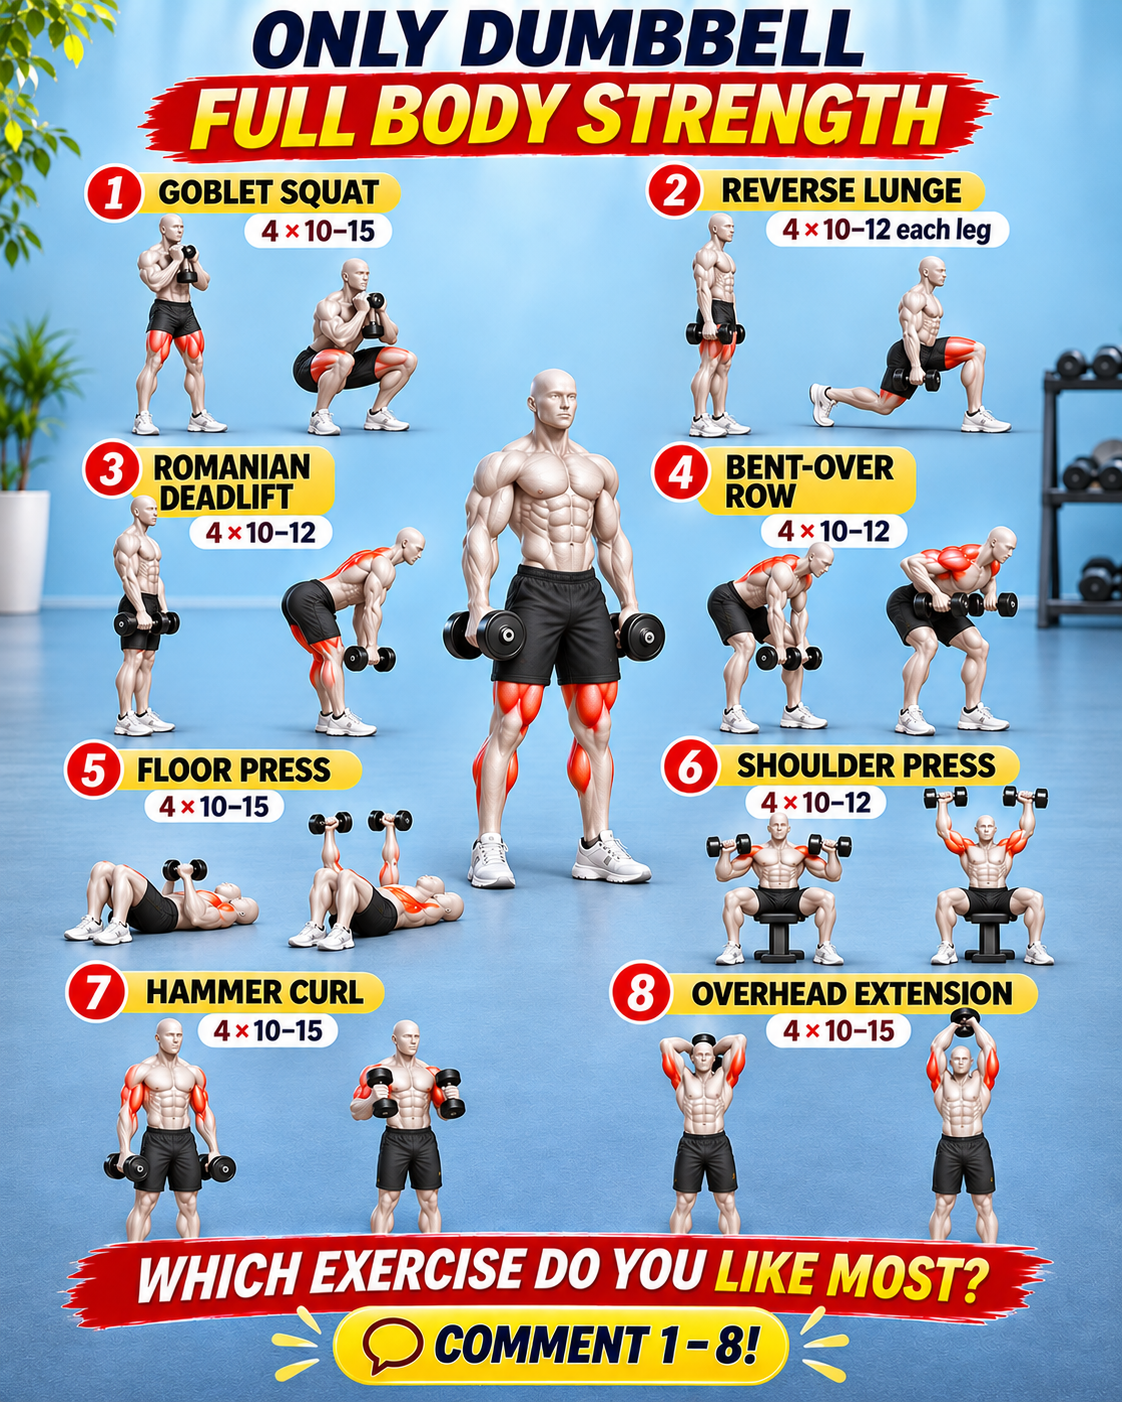 ONLY DUMBBELL
FULL BODY STRENGTH
1 GOBLET SQUAT
4 × 10–15
2 REVERSE LUNGE
4 × 10–12 each leg
3 ROMANIAN
DEADLIFT
4 × 10–12
4 BENT-OVER
ROW
4 × 10–12
5 FLOOR PRESS
4 × 10–15
6 SHOULDER PRESS
4 × 10–12
7 HAMMER CURL
4 × 10–15
8 OVERHEAD EXTENSION
4 × 10–15
WHICH EXERCISE DO YOU LIKE MOST?
COMMENT 1 – 8!